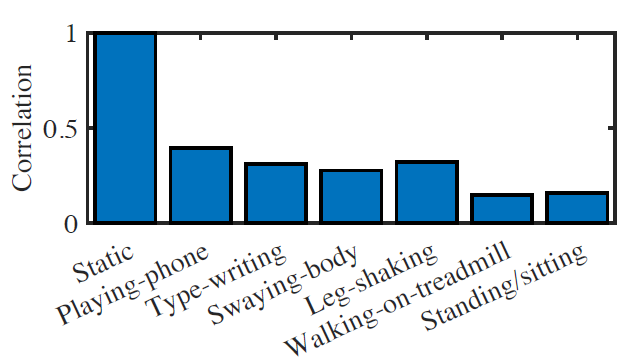 Correlation
1
0.5
0
Static
Playing-phone
Type-writing
Swaying-body
Leg-shaking
Walking-on-treadmill
Standing/sitting